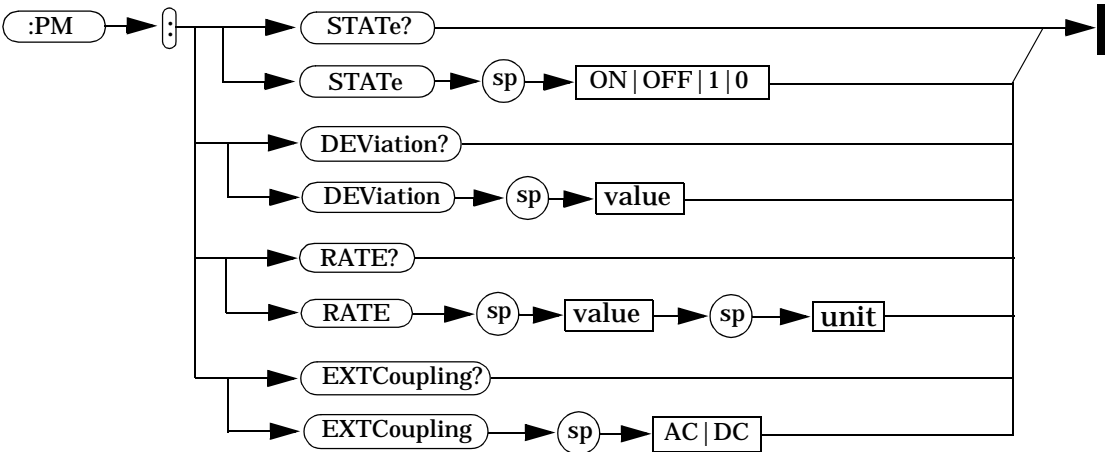 :PM : STATe?
STATe sp ON|OFF|1|0
DEViation?
DEViation sp value
RATE?
RATE sp value sp unit
EXTCoupling?
EXTCoupling sp AC|DC